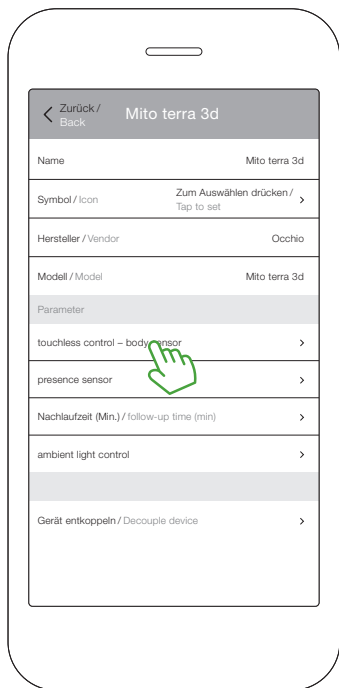 Zurück /
Back
Mito terra 3d
Name Mito terra 3d
Symbol / Icon Zum Auswählen drücken /
Tap to set
Hersteller / Vendor Occhio
Modell / Model Mito terra 3d
Parameter
touchless control – body sensor
presence sensor
Nachlaufzeit (Min.) / follow-up time (min)
ambient light control
Gerät entkoppeln / Decouple device